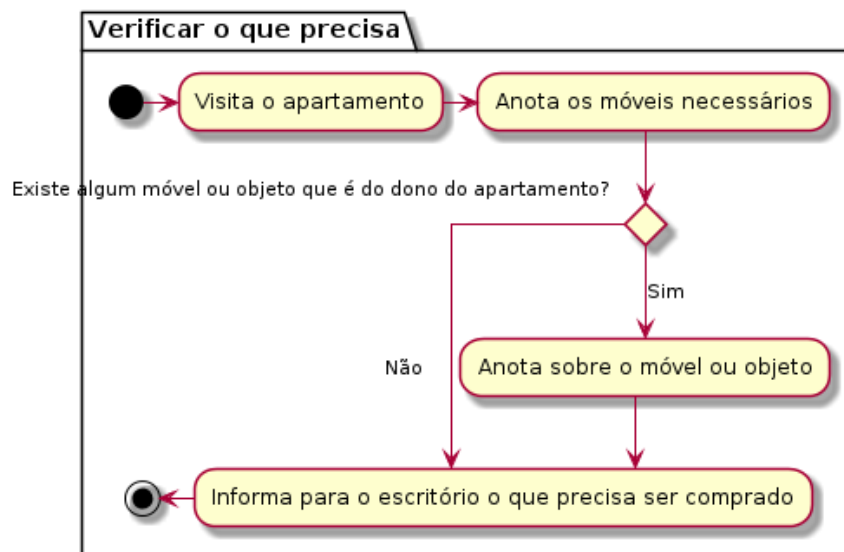 Verificar o que precisa
Visita o apartamento
Anota os móveis necessários
Existe algum móvel ou objeto que é do dono do apartamento?
Sim
Não
Anota sobre o móvel ou objeto
Informa para o escritório o que precisa ser comprado